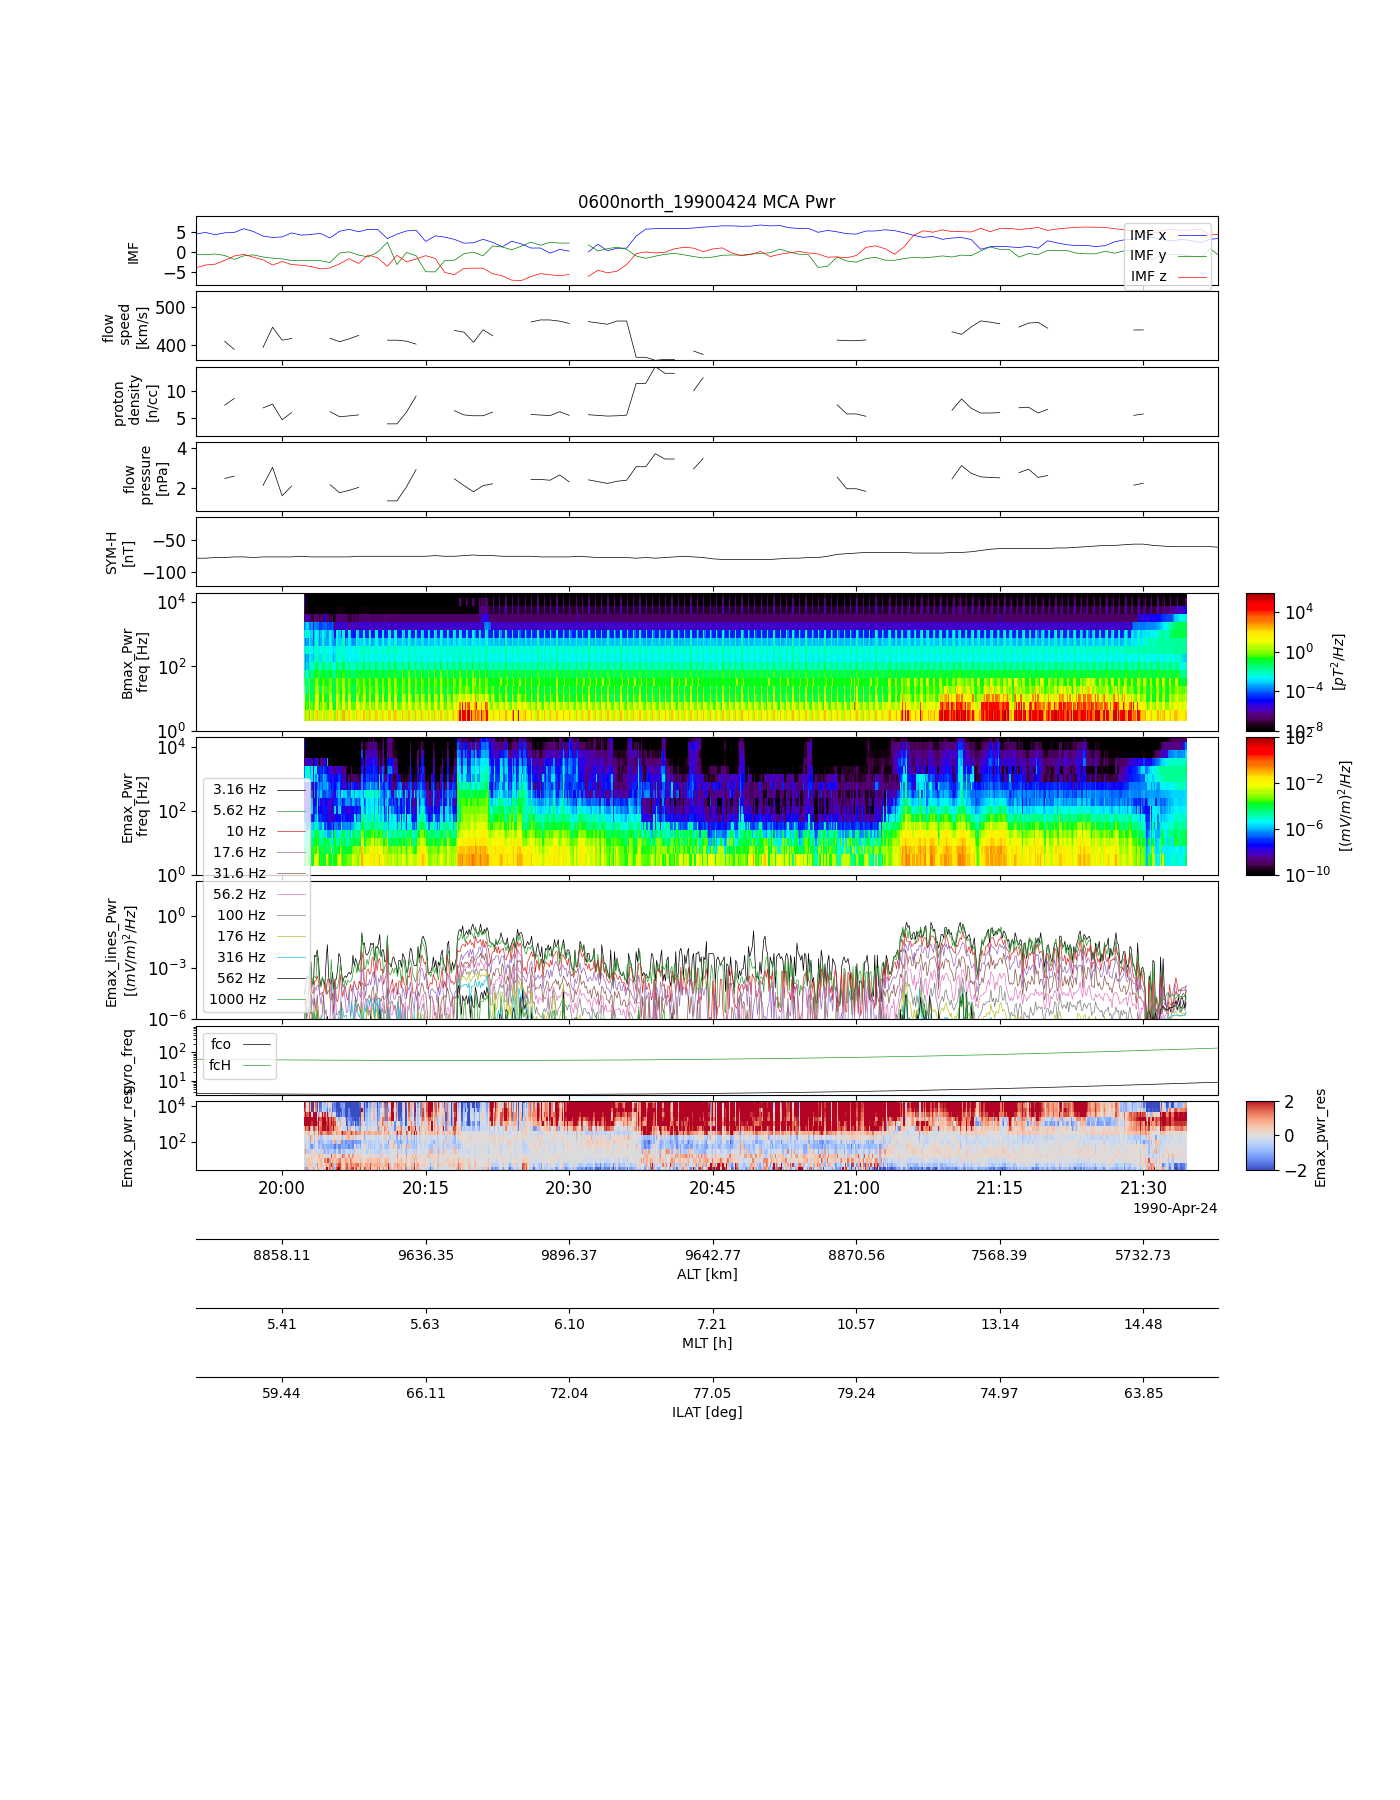 0600north_19900424 MCA Pwr
IMF
5
0
−5
IMF x
IMF y
IMF z
flow
speed
[km/s]
500
400
proton
density
[n/cc]
10
5
flow
pressure
[nPa]
4
2
SYM-H
[nT]
−50
−100
Bmax_Pwr
freq [Hz]
10^4
10^2
10^0
10^4
10^0
10^−4
10^−8
[pT^2/Hz]
Emax_Pwr
freq [Hz]
10^4
10^2
10^0
10^2
10^−2
10^−6
10^−10
[(mV/m)^2/Hz]
3.16 Hz
5.62 Hz
10 Hz
17.6 Hz
31.6 Hz
56.2 Hz
100 Hz
176 Hz
316 Hz
562 Hz
1000 Hz
Emax_lines_Pwr
[(mV/m)^2/Hz]
10^0
10^−3
10^−6
gyro_freq
10^2
10^1
fco
fcH
Emax_pwr_res
10^4
10^2
2
0
−2
Emax_pwr_res
20:00 20:15 20:30 20:45 21:00 21:15 21:30
1990-Apr-24
8858.11 9636.35 9896.37 9642.77 8870.56 7568.39 5732.73
ALT [km]
5.41 5.63 6.10 7.21 10.57 13.14 14.48
MLT [h]
59.44 66.11 72.04 77.05 79.24 74.97 63.85
ILAT [deg]